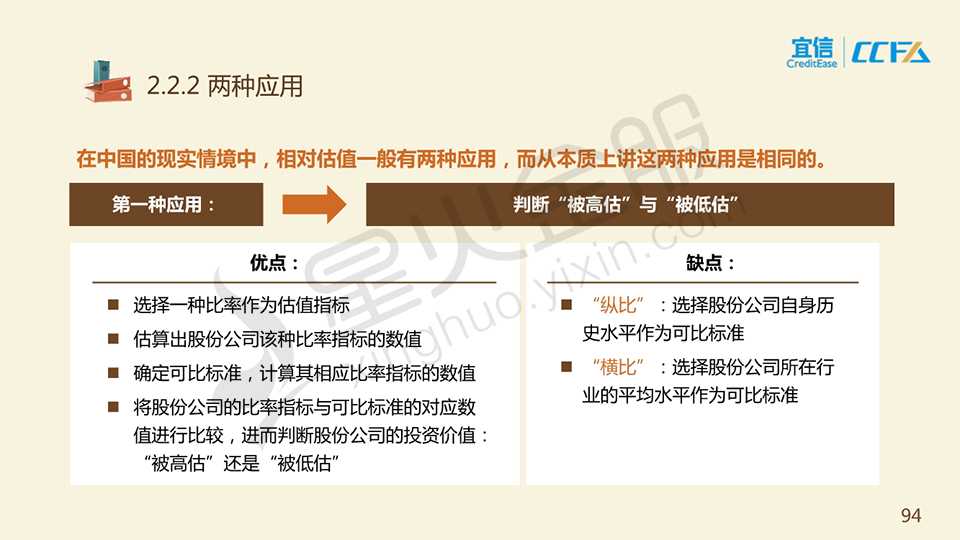 宜信
CreditEase
CCFA
2.2.2 两种应用
在中国的现实情境中，相对估值一般有两种应用，而从本质上讲这两种应用是相同的。
第一种应用：
判断“被高估”与“被低估”
优点：
选择一种比率作为估值指标
估算出股份公司该种比率指标的数值
确定可比标准，计算其相应比率指标的数值
将股份公司的比率指标与可比标准的对应数
值进行比较，进而判断股份公司的投资价值：
“被高估”还是“被低估”
缺点：
“纵比”：选择股份公司自身历
史水平作为可比标准
“横比”：选择股份公司所在行
业的平均水平作为可比标准
星火金服
xinghuo.yixin.com
94